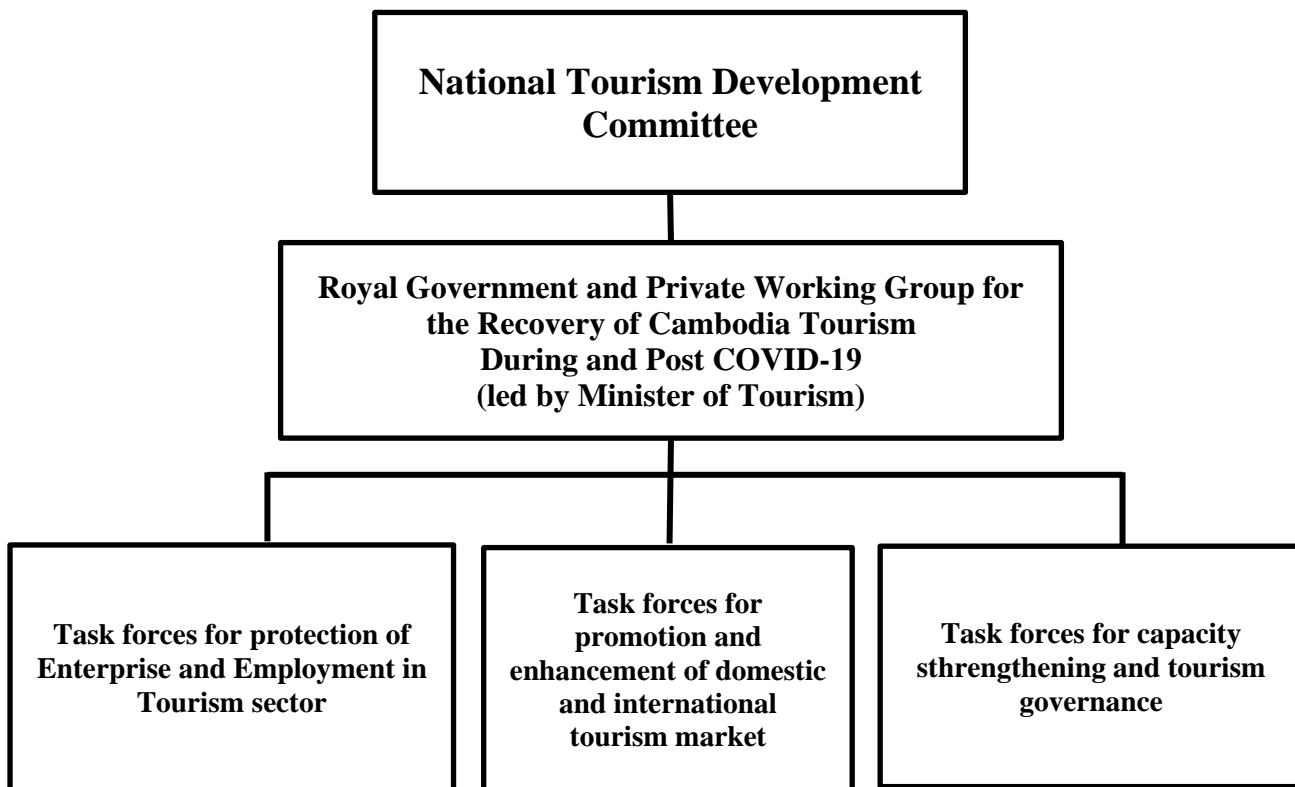 National Tourism Development
Committee
Royal Government and Private Working Group for
the Recovery of Cambodia Tourism
During and Post COVID-19
(led by Minister of Tourism)
Task forces for protection of
Enterprise and Employment in
Tourism sector
Task forces for
promotion and
enhancement of domestic
and international
tourism market
Task forces for capacity
sthrengthening and tourism
governance